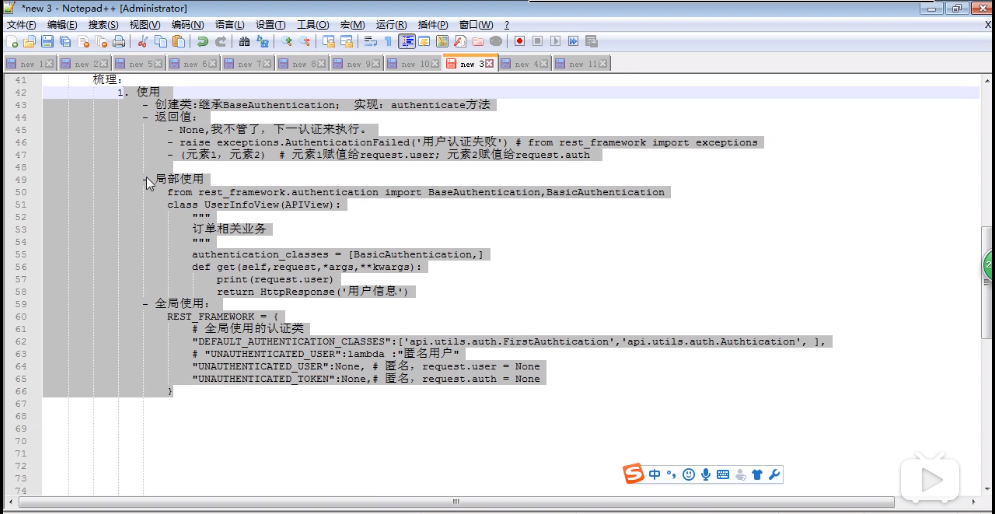 *new 3 - Notepad++ [Administrator]
文件(F) 编辑(E) 搜索(S) 视图(V) 编码(N) 语言(L) 设置(T) 工具(O) 宏(M) 运行(R) 插件(P) 窗口(W) ? X
new 1 new 2 new 5 new 6 new 7 new 8 new 9 new 10 new 3 new 4 new 11
41 梳理:
42 1. 使用
43 - 创建类:继承BaseAuthentication; 实现:authenticate方法
44 - 返回值:
45 - None,我不管了,下一认证来执行。
46 - raise exceptions.AuthenticationFailed('用户认证失败') # from rest_framework import exceptions
47 - (元素1,元素2) # 元素1赋值给request.user; 元素2赋值给request.auth
48
49 - 局部使用
50 from rest_framework.authentication import BaseAuthentication,BasicAuthentication
51 class UserInfoView(APIView):
52 """
53 订单相关业务
54 """
55 authentication_classes = [BasicAuthentication,]
56 def get(self,request,*args,**kwargs):
57 print(request.user)
58 return HttpResponse('用户信息')
59 - 全局使用:
60 REST_FRAMEWORK = {
61 # 全局使用的认证类
62 "DEFAULT_AUTHENTICATION_CLASSES":['api.utils.auth.FirstAuthtication','api.utils.auth.Authtication', ],
63 # "UNAUTHENTICATED_USER":lambda :"匿名用户"
64 "UNAUTHENTICATED_USER":None, # 匿名,request.user = None
65 "UNAUTHENTICATED_TOKEN":None,# 匿名,request.auth = None
66 }
67
68
69
70
71
72
73
74
中